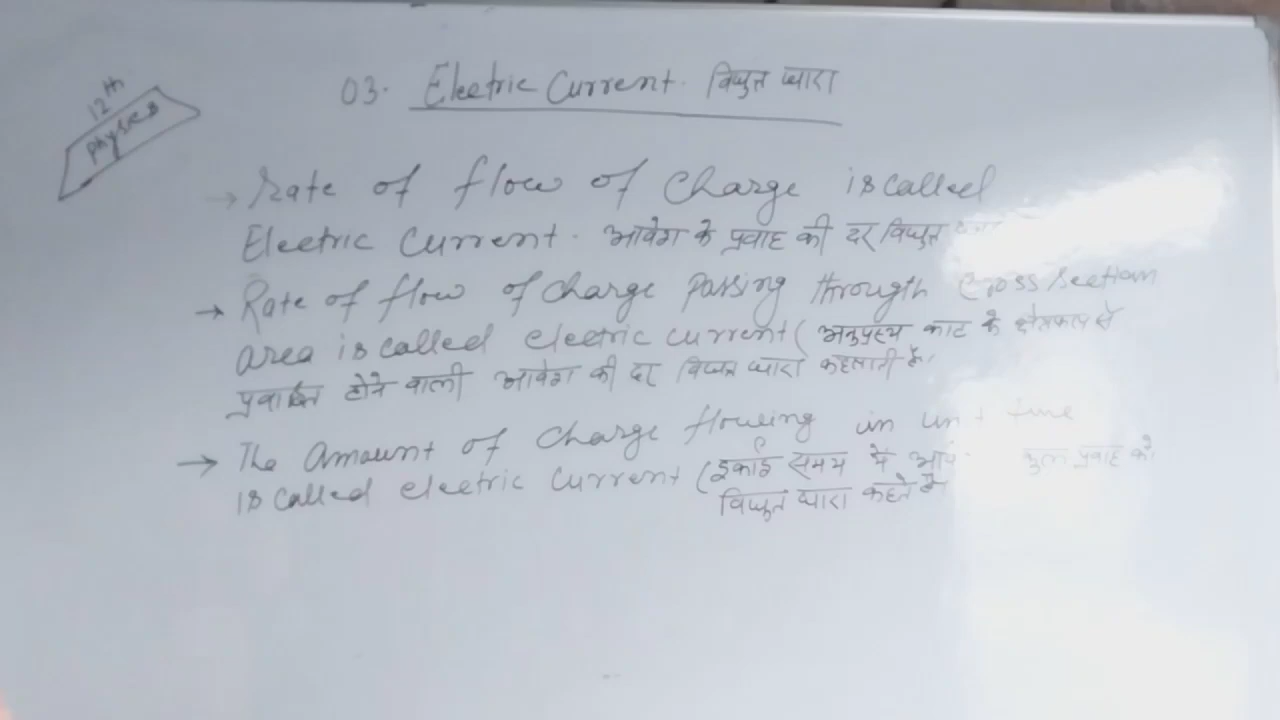 12th
Physics
03. Electric Current. विद्युत धारा
→ Rate of flow of charge is called
Electric Current. आवेश के प्रवाह की दर विद्युत
→ Rate of flow of charge passing through cross section
area is called electric current ( अनुप्रस्थ काट के क्षेत्रफल से
प्रवाहित होने वाली आवेश की दर विद्युत धारा कहलाती है।
→ The Amount of charge flowing in unit time
is called electric current ( इकाई समय में कुल प्रवाह को
विद्युत धारा कहते है